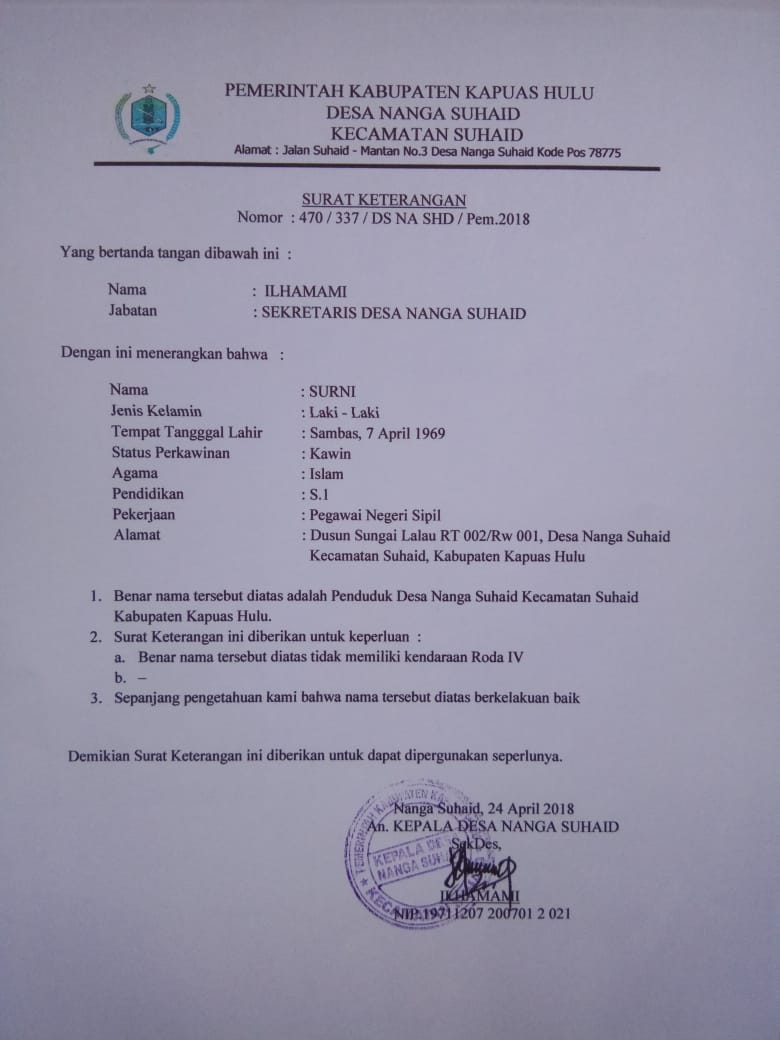 PEMERINTAH KABUPATEN KAPUAS HULU
DESA NANGA SUHAID
KECAMATAN SUHAID
Alamat : Jalan Suhaid - Mantan No.3 Desa Nanga Suhaid Kode Pos 78775
SURAT KETERANGAN
Nomor : 470 / 337 / DS NA SHD / Pem.2018
Yang bertanda tangan dibawah ini :
Nama : ILHAMAMI
Jabatan : SEKRETARIS DESA NANGA SUHAID
Dengan ini menerangkan bahwa :
Nama : SURNI
Jenis Kelamin : Laki - Laki
Tempat Tangggal Lahir : Sambas, 7 April 1969
Status Perkawinan : Kawin
Agama : Islam
Pendidikan : S.1
Pekerjaan : Pegawai Negeri Sipil
Alamat : Dusun Sungai Lalau RT 002/Rw 001, Desa Nanga Suhaid
Kecamatan Suhaid, Kabupaten Kapuas Hulu
1. Benar nama tersebut diatas adalah Penduduk Desa Nanga Suhaid Kecamatan Suhaid
Kabupaten Kapuas Hulu.
2. Surat Keterangan ini diberikan untuk keperluan :
a. Benar nama tersebut diatas tidak memiliki kendaraan Roda IV
b. –
3. Sepanjang pengetahuan kami bahwa nama tersebut diatas berkelakuan baik
Demikian Surat Keterangan ini diberikan untuk dapat dipergunakan seperlunya.
Nanga Suhaid, 24 April 2018
An. KEPALA DESA NANGA SUHAID
SekDes,
ILHAMAMI
NIP.19711207 200701 2 021
PEMERINTAH KABUPATEN
KEPALA DESA
NANGA SUHAID